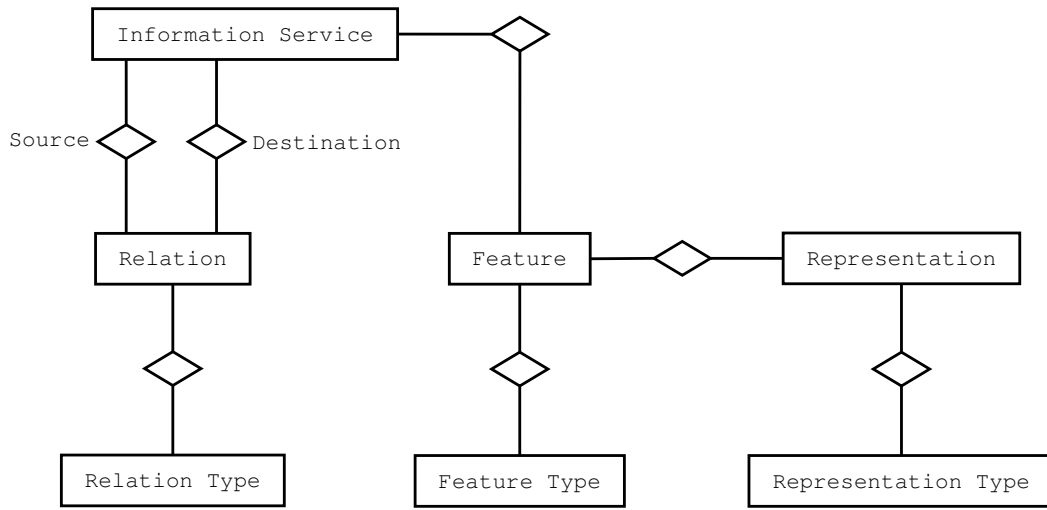 Information Service
Source
Destination
Relation
Feature
Representation
Relation Type
Feature Type
Representation Type